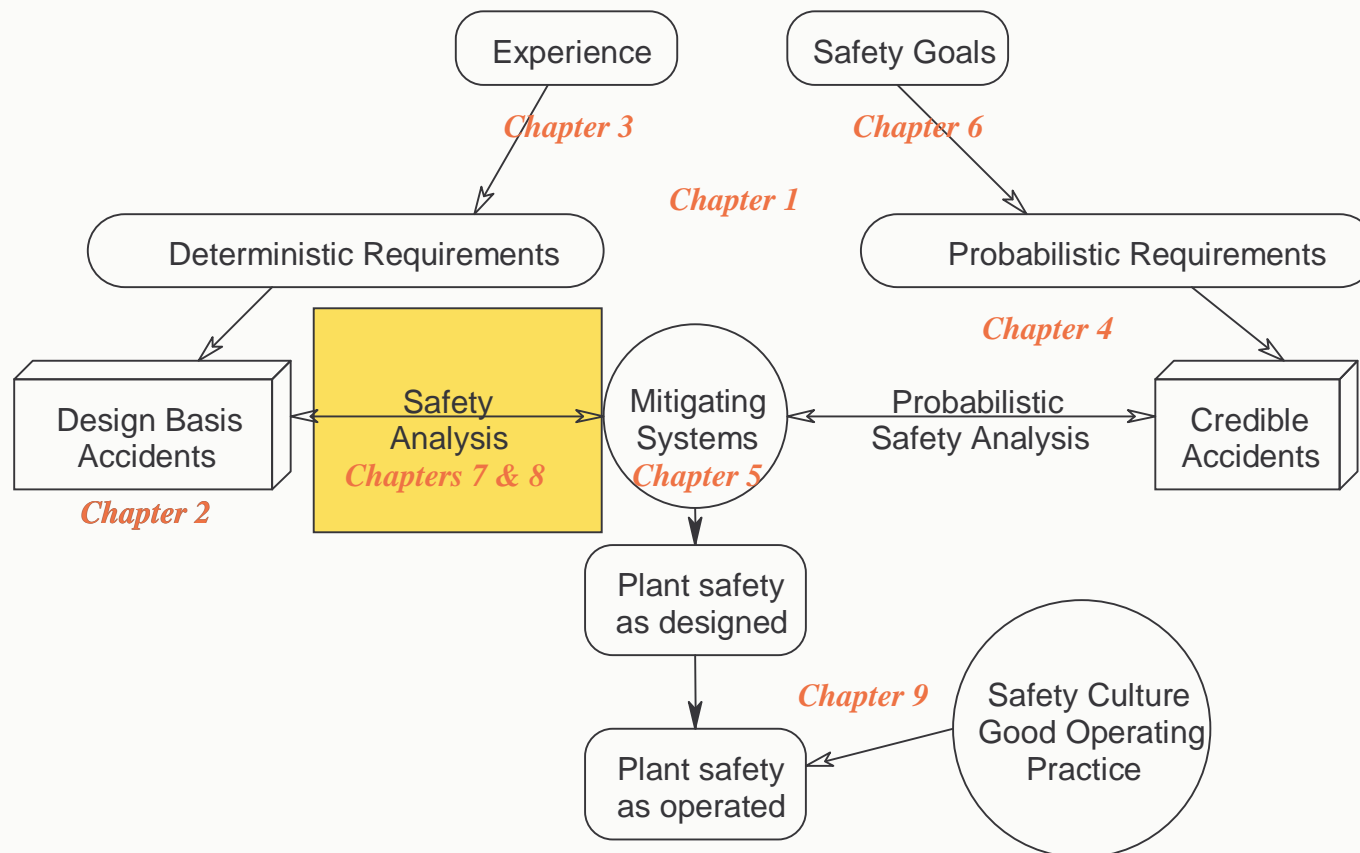 Experience
Safety Goals
Chapter 3
Chapter 6
Chapter 1
Deterministic Requirements
Probabilistic Requirements
Chapter 4
Design Basis
Accidents
Chapter 2
Safety
Analysis
Chapters 7 & 8
Mitigating
Systems
Chapter 5
Probabilistic
Safety Analysis
Credible
Accidents
Plant safety
as designed
Chapter 9
Safety Culture
Good Operating
Practice
Plant safety
as operated